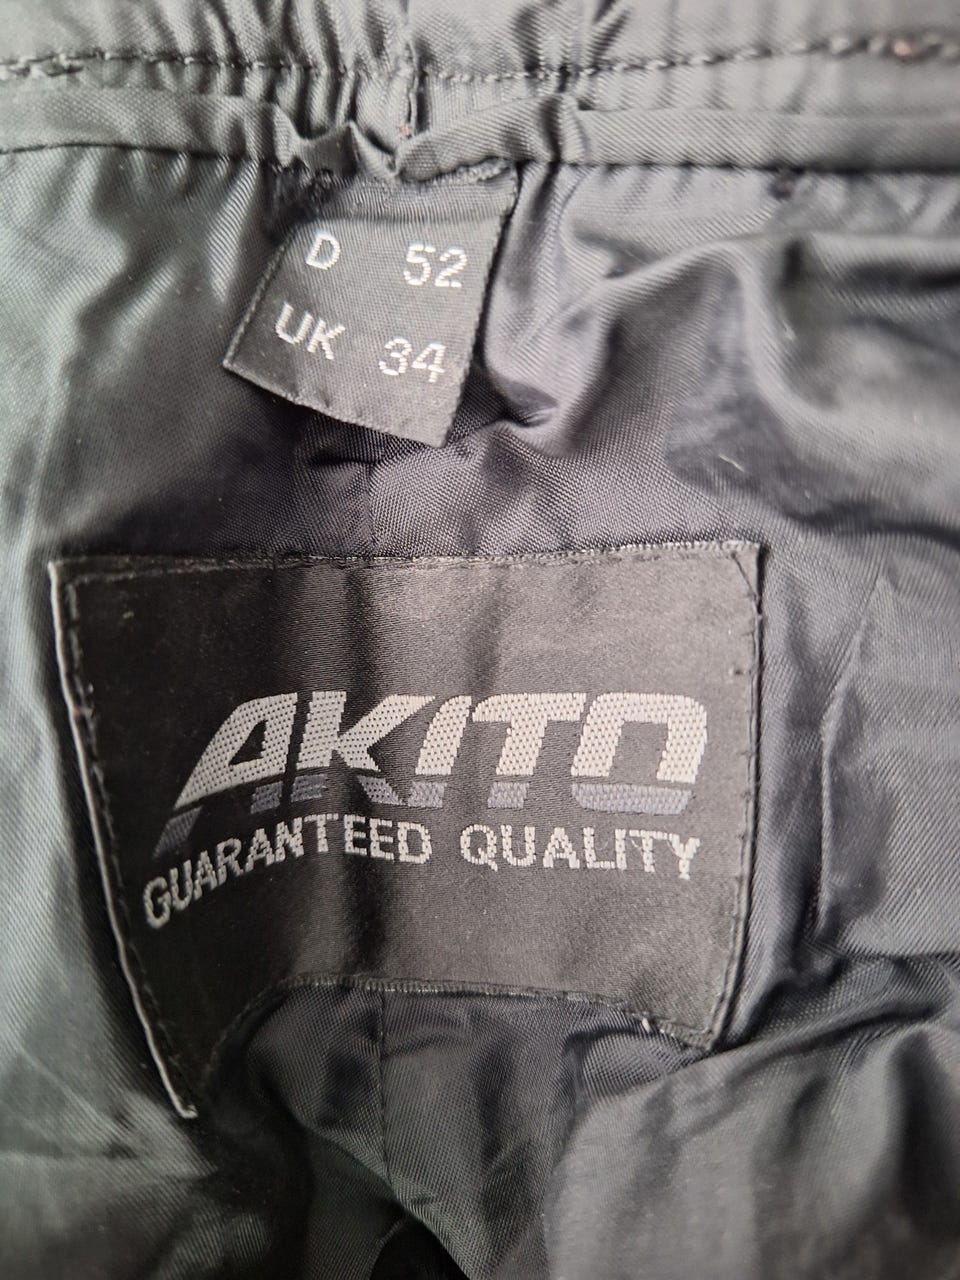 D 52
UK 34
AKITO
GUARANTEED QUALITY